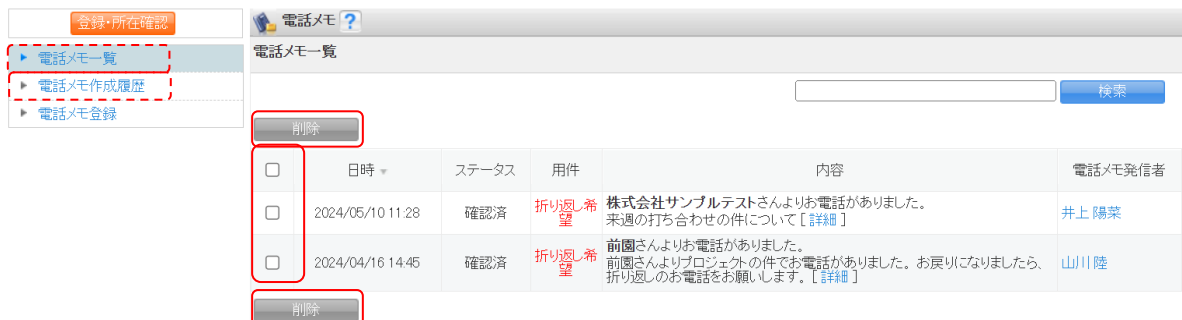 登録・所在確認
電話メモ一覧
電話メモ作成履歴
電話メモ登録
電話メモ ?
電話メモ一覧
検索
削除
日時 用件 ステータス 内容 電話メモ発信者
2024/05/10 11:28 確認済 折り返し希望 株式会社サンプルテストさんよりお電話がありました。
来週の打ち合わせの件について [ 詳細 ]
井上 陽菜
2024/04/16 14:45 確認済 折り返し希望 前園さんよりお電話がありました。
前園さんよりプロジェクトの件でお電話がありました。お戻りになりましたら、
折り返しのお電話をお願いします。 [ 詳細 ]
山川 陸
削除